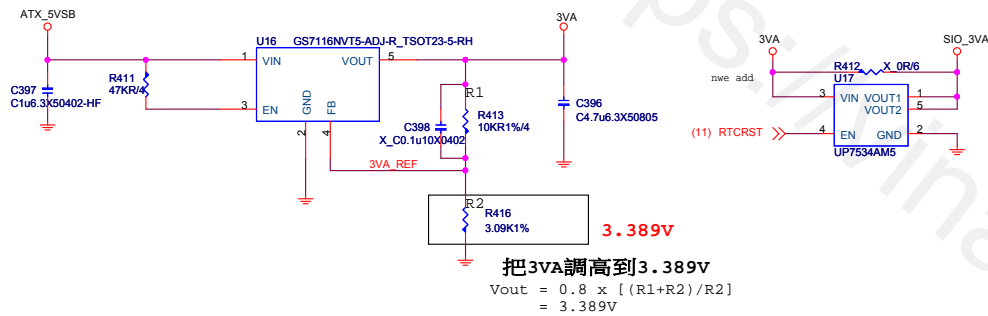 ATX_5VSB
U16
GS7116NVT5-ADJ-R_TSOT23-5-RH
3VA
1
VIN
VOUT
5
3
EN
GND
FB
2
4
C397
C1u6.3X50402-HF
R411
47KR/4
R1
R413
10KR1%/4
C398
X_C0.1u10X0402
C396
C4.7u6.3X50805
3VA_REF
R2
R416
3.09K1%
3.389V
把3VA調高到3.389V
Vout = 0.8 x [(R1+R2)/R2]
= 3.389V
3VA
SIO_3VA
nwe add
R412
X_0R/6
U17
3
VIN
VOUT1
1
VOUT2
5
(11) RTCRST
4
EN
GND
2
UP7534AM5